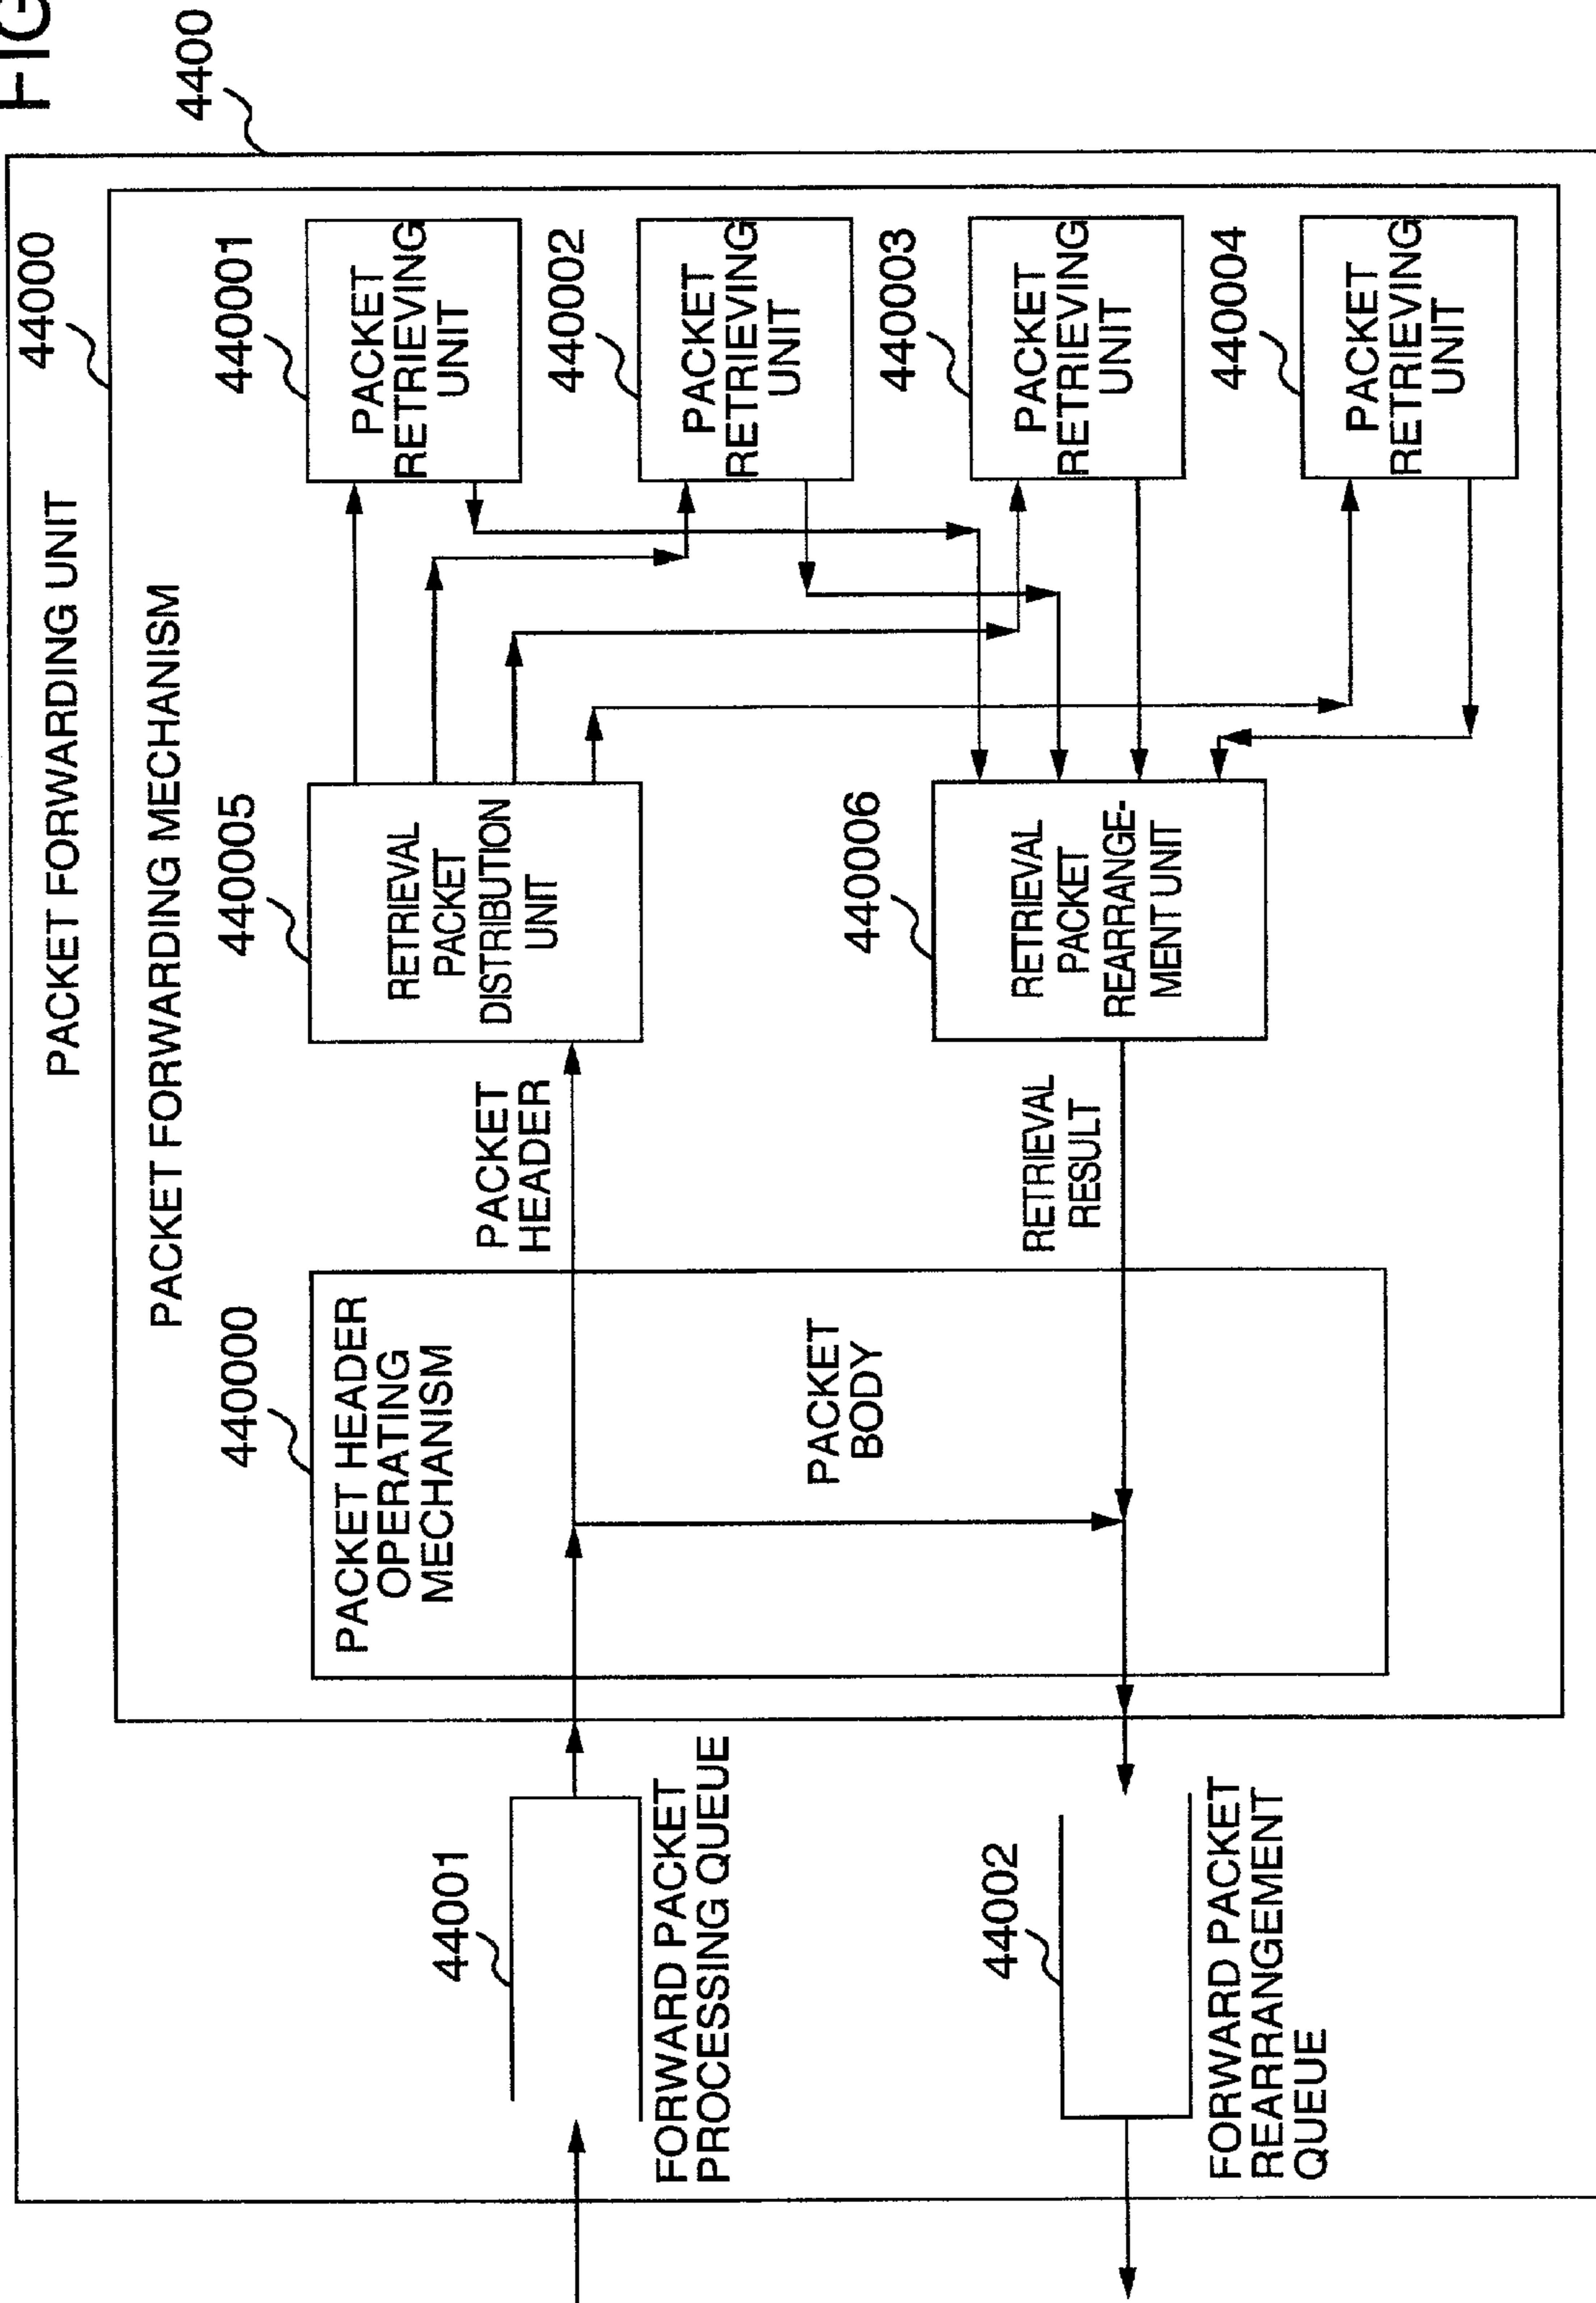 FIG
4400
PACKET FORWARDING UNIT
44000
PACKET FORWARDING MECHANISM
44001
FORWARD PACKET
PROCESSING QUEUE
44002
FORWARD PACKET
REARRANGEMENT
QUEUE
440000
PACKET HEADER
OPERATING
MECHANISM
PACKET
BODY
PACKET
HEADER
RETRIEVAL
RESULT
440005
RETRIEVAL
PACKET
DISTRIBUTION
UNIT
440006
RETRIEVAL
PACKET
REARRANGE-
MENT UNIT
440001
PACKET
RETRIEVING
UNIT
440002
PACKET
RETRIEVING
UNIT
440003
PACKET
RETRIEVING
UNIT
440004
PACKET
RETRIEVING
UNIT